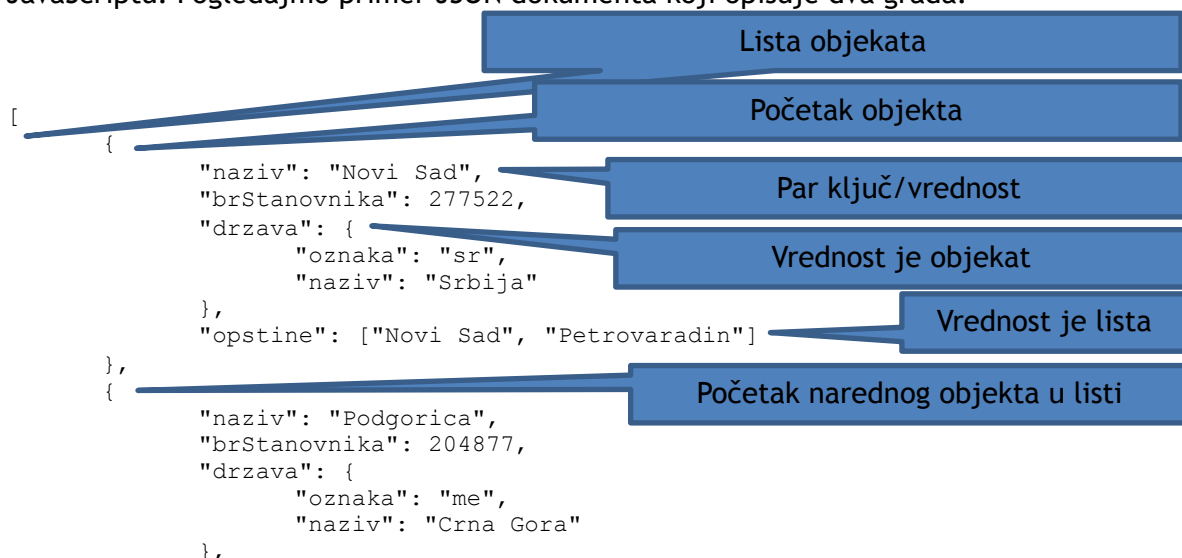 JavaScriptu. Pogledajmo primer JSON dokumenta koji opisuje dva grada:
Lista objekata
[
Početak objekta
{
"naziv": "Novi Sad",
Par ključ/vrednost
"brStanovnika": 277522,
"drzava": {
Vrednost je objekat
"oznaka": "sr",
"naziv": "Srbija"
},
"opstine": ["Novi Sad", "Petrovaradin"]
Vrednost je lista
},
{
Početak narednog objekta u listi
"naziv": "Podgorica",
"brStanovnika": 204877,
"drzava": {
"oznaka": "me",
"naziv": "Crna Gora"
},